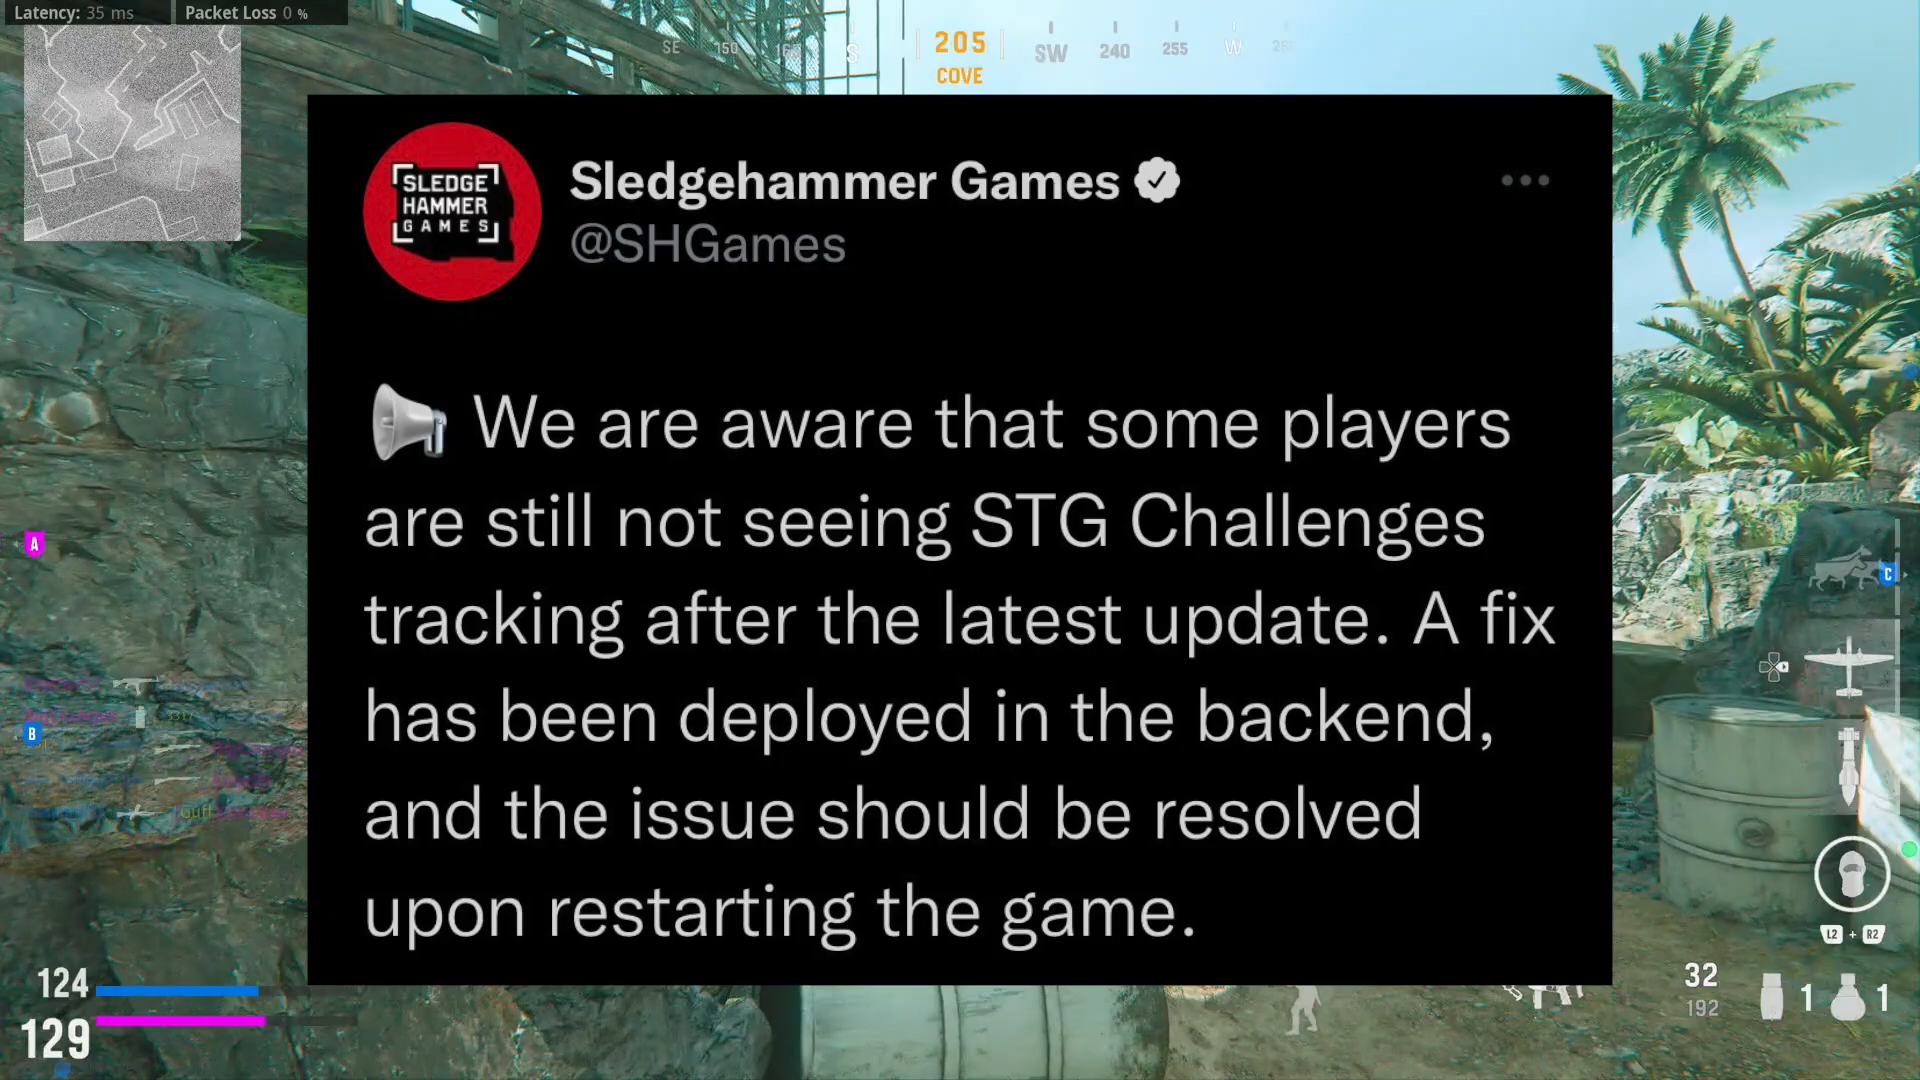 Latency: 35 ms
Packet Loss 0 %
SE 150 165 S 205 SW 240 255 W
COVE
SLEDGE
HAMMER
GAMES
Sledgehammer Games
@SHGames
We are aware that some players
are still not seeing STG Challenges
tracking after the latest update. A fix
has been deployed in the backend,
and the issue should be resolved
upon restarting the game.
A
C
B
L2 + R2
124
129
32
192
1
1